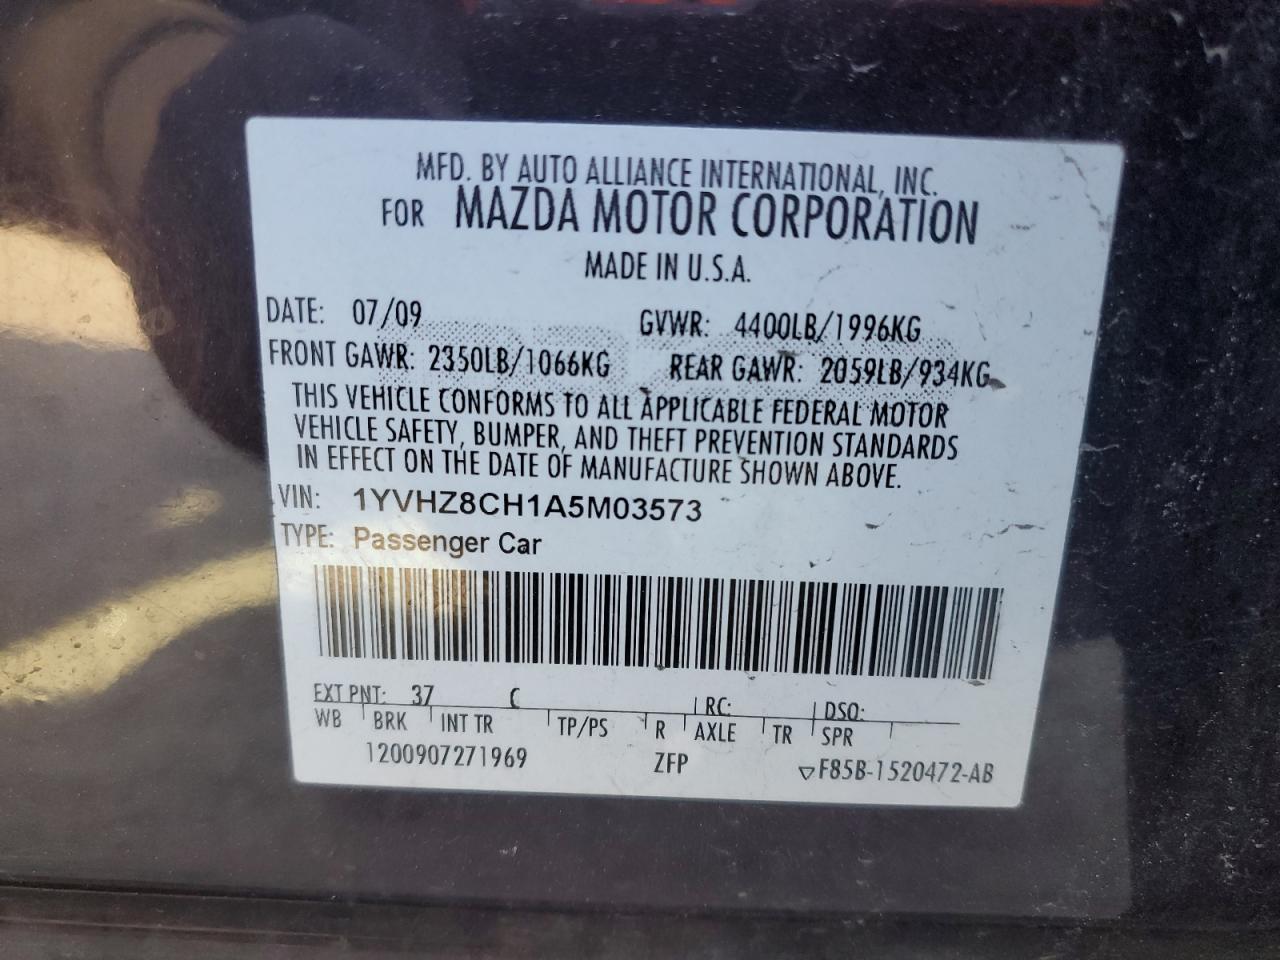 MFD. BY AUTO ALLIANCE INTERNATIONAL, INC.
FOR MAZDA MOTOR CORPORATION
MADE IN U.S.A.
DATE: 07/09 GVWR: 4400LB/1996KG
FRONT GAWR: 2350LB/1066KG REAR GAWR: 2059LB/934KG
THIS VEHICLE CONFORMS TO ALL APPLICABLE FEDERAL MOTOR
VEHICLE SAFETY, BUMPER, AND THEFT PREVENTION STANDARDS
IN EFFECT ON THE DATE OF MANUFACTURE SHOWN ABOVE.
VIN: 1YVHZ8CH1A5M03573
TYPE: Passenger Car
EXT PNT: 37 C RC: DSO:
WB BRK INT TR TP/PS R AXLE TR SPR
1200907271969 ZFP ▽F85B-1520472-AB